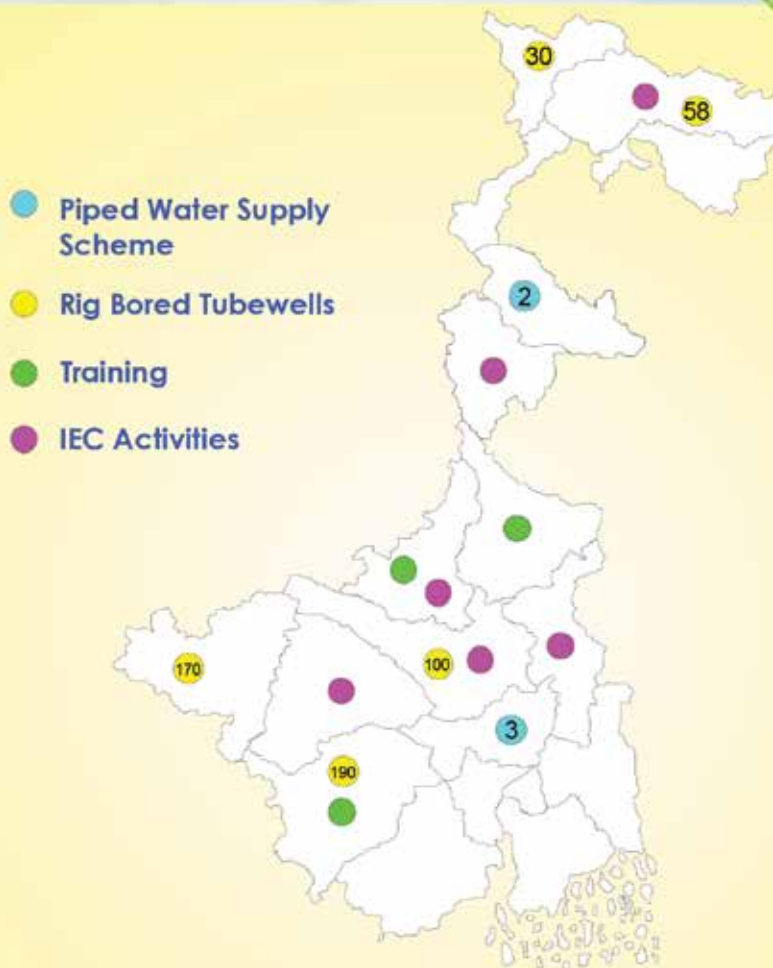 30
58
Piped Water Supply
Scheme
2
Rig Bored Tubewells
Training
IEC Activities
170
100
3
190